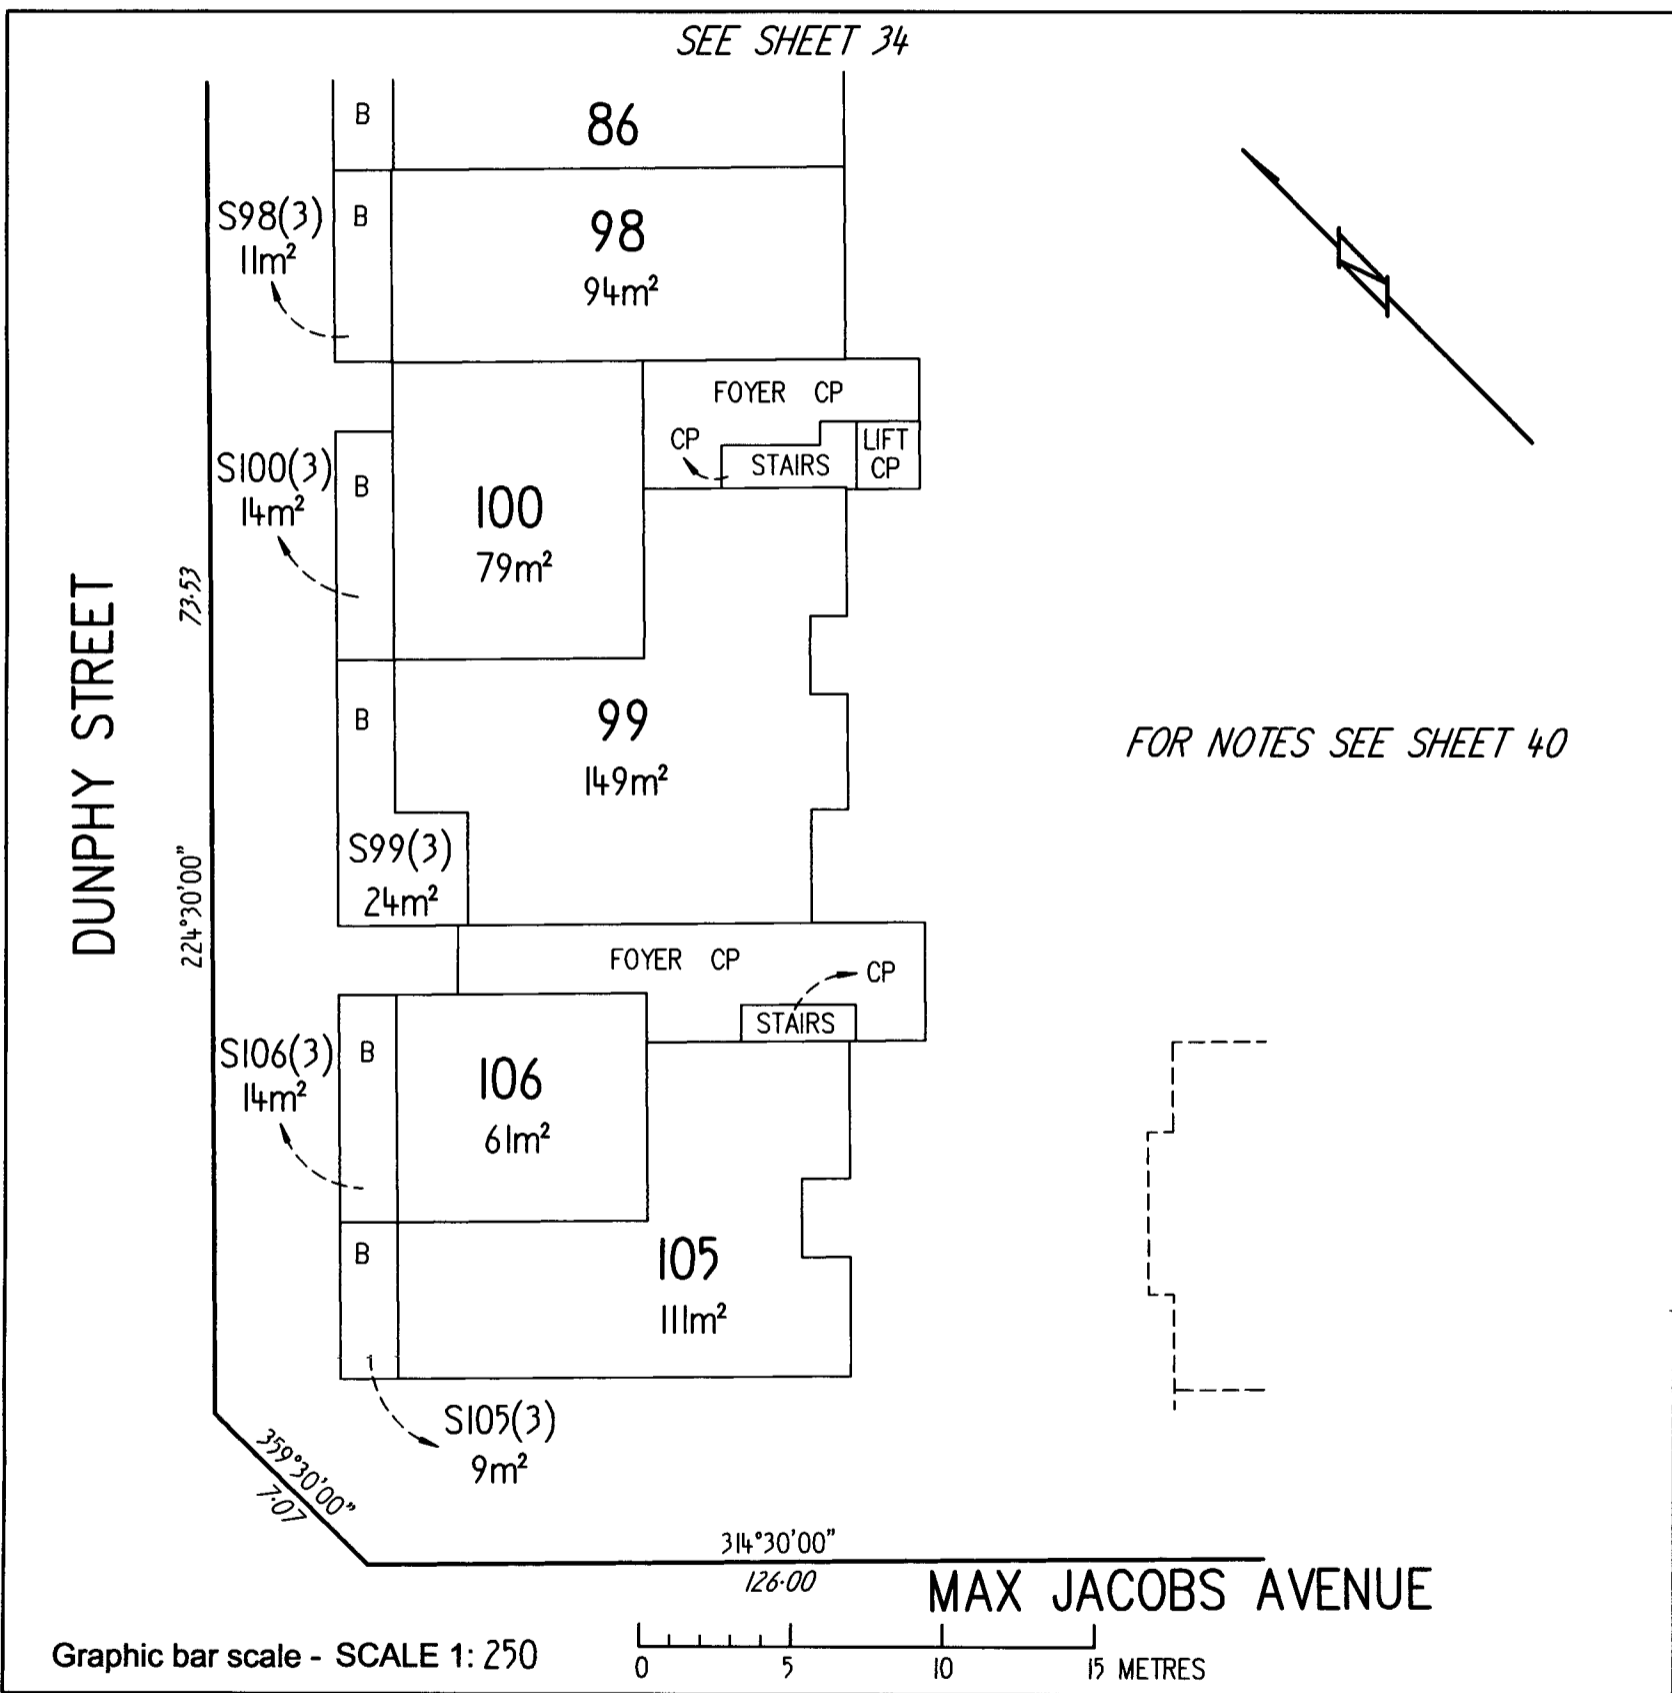 SEE SHEET 34
B
86
S98(3)
11m²
B
98
94m²
FOYER CP
CP
STAIRS
LIFT
CP
S100(3)
14m²
B
100
79m²
DUNPHY STREET
73·53
224°30'00"
B
99
149m²
FOR NOTES SEE SHEET 40
S99(3)
24m²
FOYER CP
CP
STAIRS
S106(3)
14m²
B
106
61m²
B
105
111m²
S105(3)
9m²
359°30'00"
7·07
314°30'00"
126·00
MAX JACOBS AVENUE
Graphic bar scale - SCALE 1: 250
0 5 10 15 METRES